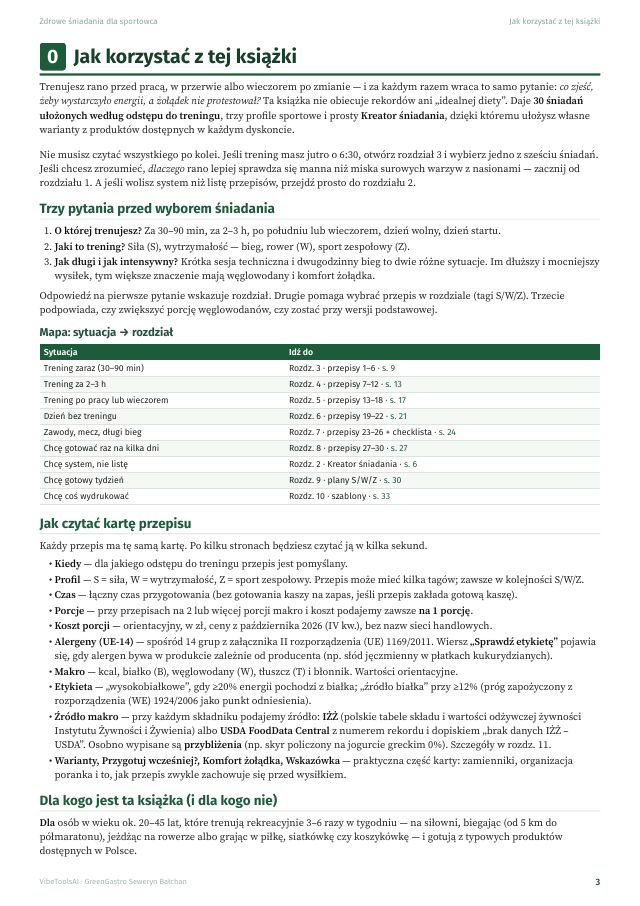 Zdrowe śniadania dla sportowca
Jak korzystać z tej książki
0 Jak korzystać z tej książki
Trenujesz rano przed pracą, w przerwie albo wieczorem po zmianie — i za każdym razem wraca to samo pytanie: co zjeść,
żeby wystarczyło energii, a żołądek nie protestował? Ta książka nie obiecuje rekordów ani „idealnej diety”. Daje 30 śniadań
ułożonych według odstępu do treningu, trzy profile sportowe i prosty Kreator śniadania, dzięki któremu ułożysz własne
warianty z produktów dostępnych w każdym dyskoncie.
Nie musisz czytać wszystkiego po kolei. Jeśli trening masz jutro o 6:30, otwórz rozdział 3 i wybierz jedno z sześciu śniadań.
Jeśli chcesz zrozumieć, dlaczego rano lepiej sprawdza się manna niż miska surowych warzyw z nasionami — zacznij od
rozdziału 1. A jeśli wolisz system niż listę przepisów, przejdź prosto do rozdziału 2.
Trzy pytania przed wyborem śniadania
1. O której trenujesz? Za 30–90 min, za 2–3 h, po południu lub wieczorem, dzień wolny, dzień startu.
2. Jaki to trening? Siła (S), wytrzymałość — bieg, rower (W), sport zespołowy (Z).
3. Jak długi i jak intensywny? Krótka sesja techniczna i dwugodzinny bieg to dwie różne sytuacje. Im dłuższy i mocniejszy
wysiłek, tym większe znaczenie mają węglowodany i komfort żołądka.
Odpowiedź na pierwsze pytanie wskazuje rozdział. Drugie pomaga wybrać przepis w rozdziale (tagi S/W/Z). Trzecie
podpowiada, czy zwiększyć porcję węglowodanów, czy zostać przy wersji podstawowej.
Mapa: sytuacja → rozdział
Sytuacja Idź do
Trening zaraz (30–90 min) Rozdz. 3 · przepisy 1–6 · s. 9
Trening za 2–3 h Rozdz. 4 · przepisy 7–12 · s. 13
Trening po pracy lub wieczorem Rozdz. 5 · przepisy 13–18 · s. 17
Dzień bez treningu Rozdz. 6 · przepisy 19–22 · s. 21
Zawody, mecz, długi bieg Rozdz. 7 · przepisy 23–26 + checklista · s. 24
Chcę gotować raz na kilka dni Rozdz. 8 · przepisy 27–30 · s. 27
Chcę system, nie listę Rozdz. 2 · Kreator śniadania · s. 6
Chcę gotowy tydzień Rozdz. 9 · plany S/W/Z · s. 30
Chcę coś wydrukować Rozdz. 10 · szablony · s. 33
Jak czytać kartę przepisu
Każdy przepis ma tę samą kartę. Po kilku stronach będziesz czytać ją w kilka sekund.
• Kiedy — dla jakiego odstępu do treningu przepis jest pomyślany.
• Profil — S = siła, W = wytrzymałość, Z = sport zespołowy. Przepis może mieć kilka tagów; zawsze w kolejności S/W/Z.
• Czas — łączny czas przygotowania (bez gotowania kaszy na zapas, jeśli przepis zakłada gotową kaszę).
• Porcje — przy przepisach na 2 lub więcej porcji makro i koszt podajemy zawsze na 1 porcję.
• Koszt porcji — orientacyjny, w zł, ceny z października 2026 (IV kw.), bez nazw sieci handlowych.
• Alergeny (UE-14) — spośród 14 grup z załącznika II rozporządzenia (UE) 1169/2011. Wiersz „Sprawdź etykietę” pojawia
się, gdy alergen bywa w produkcie zależnie od producenta (np. słód jęczmienny w płatkach kukurydzianych).
• Makro — kcal, białko (B), węglowodany (W), tłuszcz (T) i błonnik. Wartości orientacyjne.
• Etykieta — „wysokobiałkowe”, gdy ≥20% energii pochodzi z białka; „źródło białka” przy ≥12% (próg zapożyczony z
rozporządzenia (WE) 1924/2006 jako punkt odniesienia).
• Źródło makro — przy każdym składniku podajemy źródło: IŻŻ (polskie tabele składu i wartości odżywczej żywności
Instytutu Żywności i Żywienia) albo USDA FoodData Central z numerem rekordu i dopiskiem „brak danych IŻŻ –
USDA”. Osobno wypisane są przybliżenia (np. skyr policzony na jogurcie greckim 0%). Szczegóły w rozdz. 11.
• Warianty, Przygotuj wcześniej?, Komfort żołądka, Wskazówka — praktyczna część karty: zamienniki, organizacja
poranka i to, jak przepis zwykle zachowuje się przed wysiłkiem.
Dla kogo jest ta książka (i dla kogo nie)
Dla osób w wieku ok. 20–45 lat, które trenują rekreacyjnie 3–6 razy w tygodniu — na siłowni, biegając (od 5 km do
półmaratonu), jeżdżąc na rowerze albo grając w piłkę, siatkówkę czy koszykówkę — i gotują z typowych produktów
dostępnych w Polsce.
VibeToolsAI · GreenGastro Seweryn Bałchan
3